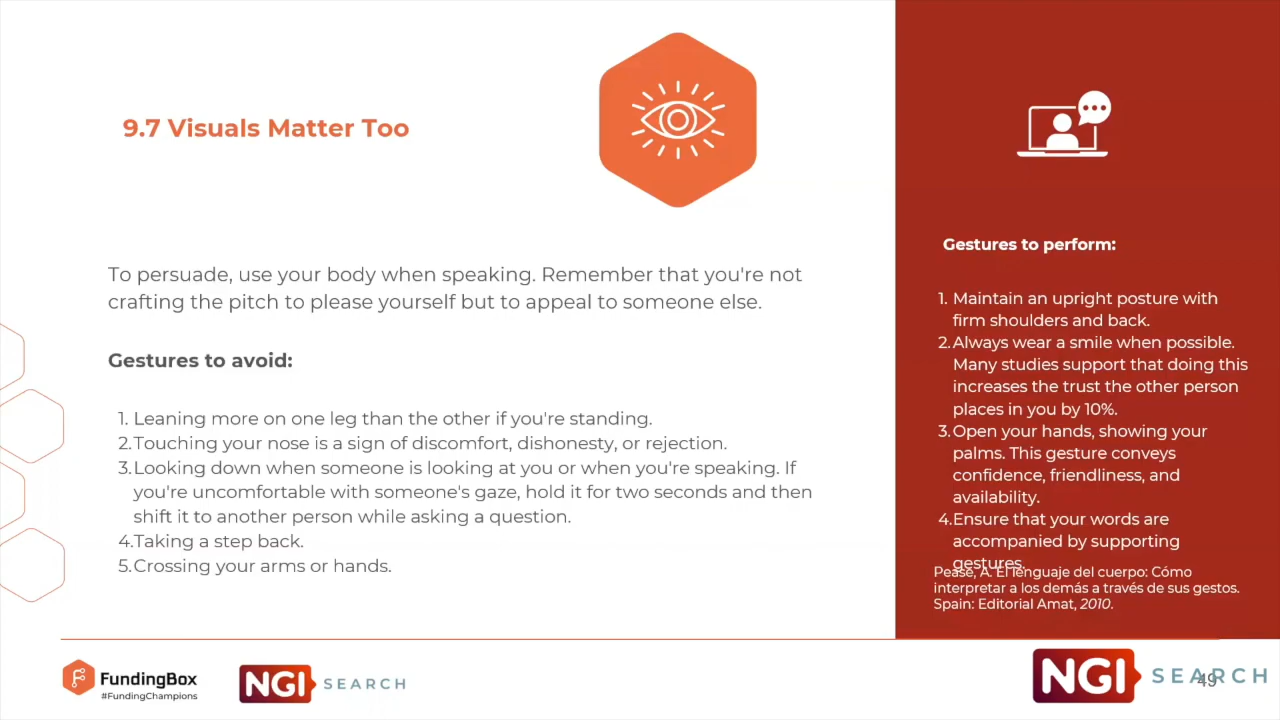 9.7 Visuals Matter Too
To persuade, use your body when speaking. Remember that you're not
crafting the pitch to please yourself but to appeal to someone else.
Gestures to avoid:
1. Leaning more on one leg than the other if you're standing.
2.Touching your nose is a sign of discomfort, dishonesty, or rejection.
3.Looking down when someone is looking at you or when you're speaking. If
you're uncomfortable with someone's gaze, hold it for two seconds and then
shift it to another person while asking a question.
4.Taking a step back.
5.Crossing your arms or hands.
Gestures to perform:
1. Maintain an upright posture with
firm shoulders and back.
2.Always wear a smile when possible.
Many studies support that doing this
increases the trust the other person
places in you by 10%.
3.Open your hands, showing your
palms. This gesture conveys
confidence, friendliness, and
availability.
4.Ensure that your words are
accompanied by supporting
gestures.
Pease, A. El lenguaje del cuerpo: Cómo
interpretar a los demás a través de sus gestos.
Spain: Editorial Amat, 2010.
FundingBox
#FundingChampions
NGI SEARCH
NGI SEARCH
49